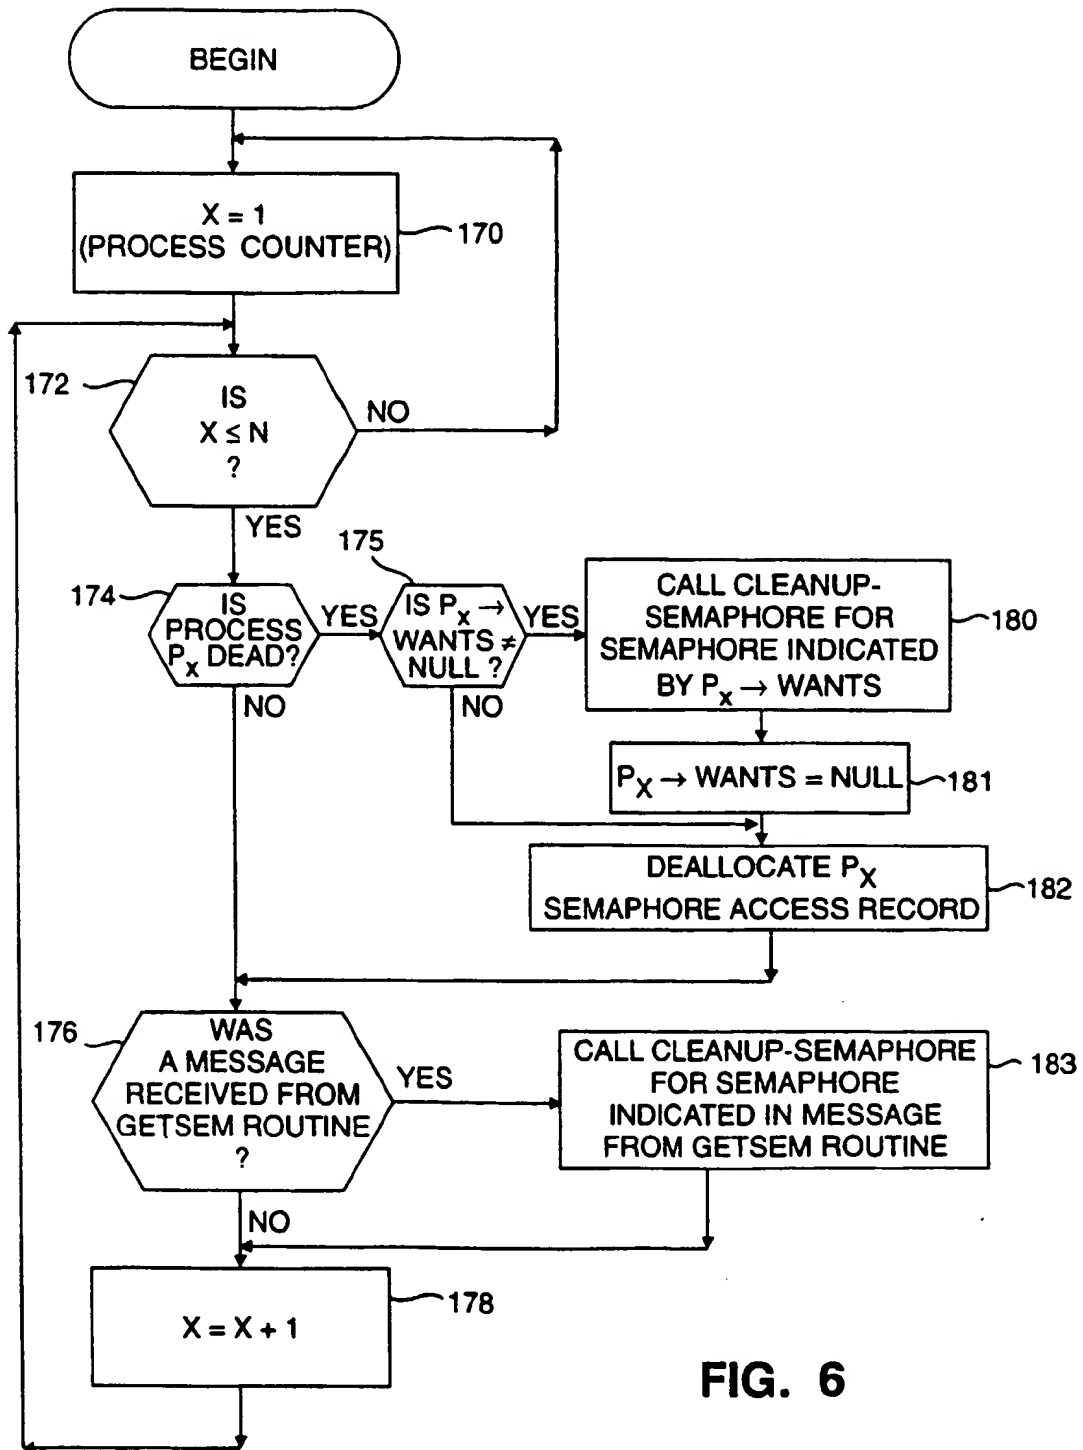 BEGIN
X = 1
(PROCESS COUNTER)
170
172
IS
X ≤ N
?
NO
YES
174
IS
PROCESS
Px DEAD?
YES
NO
175
IS Px →
WANTS ≠
NULL ?
YES
NO
CALL CLEANUP-
SEMAPHORE FOR
SEMAPHORE INDICATED
BY Px → WANTS
180
PX → WANTS = NULL
181
DEALLOCATE PX
SEMAPHORE ACCESS RECORD
182
176
WAS
A MESSAGE
RECEIVED FROM
GETSEM ROUTINE
?
YES
NO
CALL CLEANUP-SEMAPHORE
FOR SEMAPHORE
INDICATED IN MESSAGE
FROM GETSEM ROUTINE
183
X = X + 1
178
FIG. 6